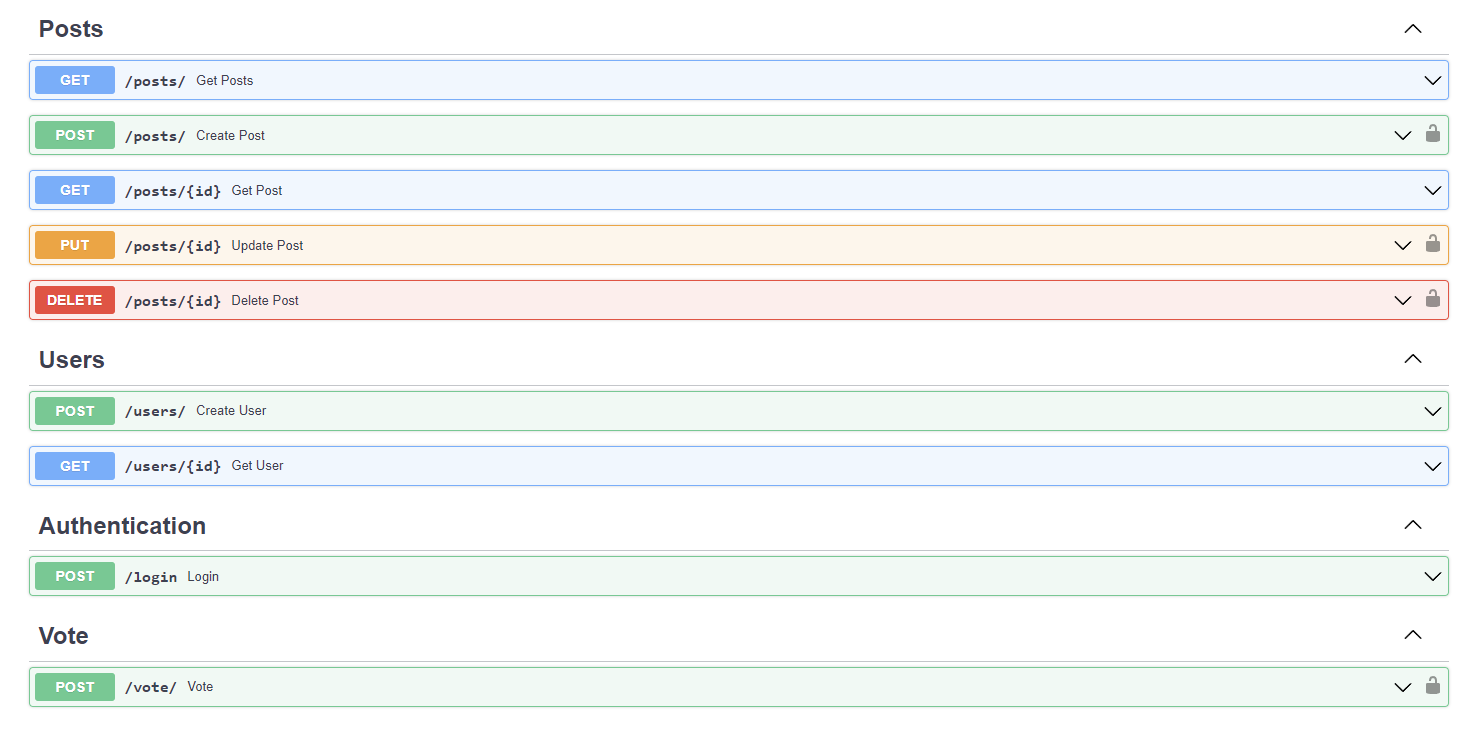 Posts
GET /posts/ Get Posts
POST /posts/ Create Post
GET /posts/{id} Get Post
PUT /posts/{id} Update Post
DELETE /posts/{id} Delete Post
Users
POST /users/ Create User
GET /users/{id} Get User
Authentication
POST /login Login
Vote
POST /vote/ Vote